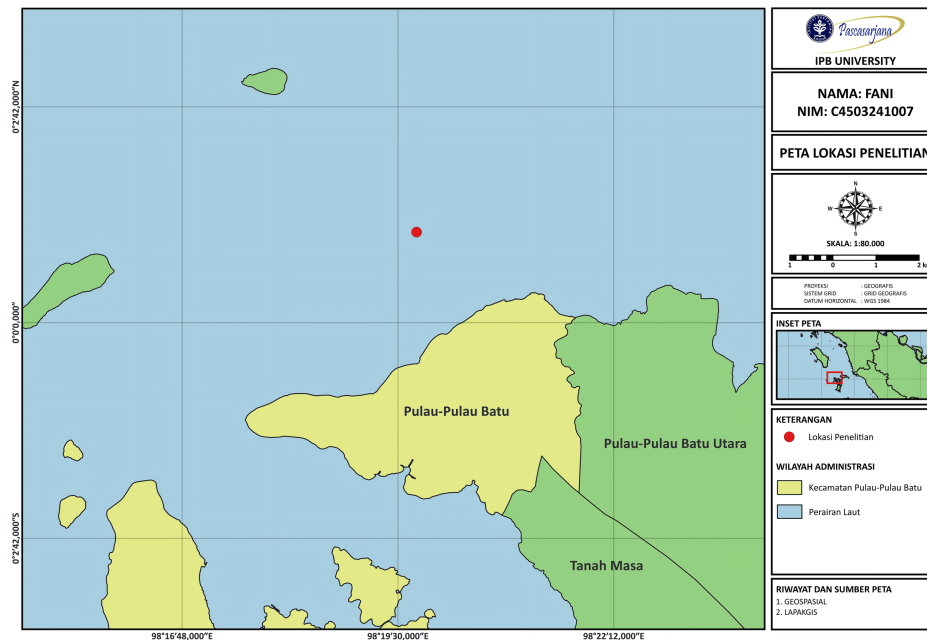 0°2'42,000"N
0°0'0,000"
0°2'42,000"S
98°16'48,000"E
98°19'30,000"E
98°22'12,000"E
Pulau-Pulau Batu
Pulau-Pulau Batu Utara
Tanah Masa
Pascasarjana
IPB UNIVERSITY
NAMA: FANI
NIM: C4503241007
PETA LOKASI PENELITIAN
N
W
E
S
SKALA: 1:80.000
1 0 1 2 k
PROYEKSI : GEOGRAFIS
SISTEM GRID : GRID GEOGRAFIS
DATUM HORIZONTAL : WGS 1984
INSET PETA
KETERANGAN
Lokasi Penelitian
WILAYAH ADMINISTRASI
Kecamatan Pulau-Pulau Batu
Perairan Laut
RIWAYAT DAN SUMBER PETA
1. GEOSPASIAL
2. LAPAKGIS